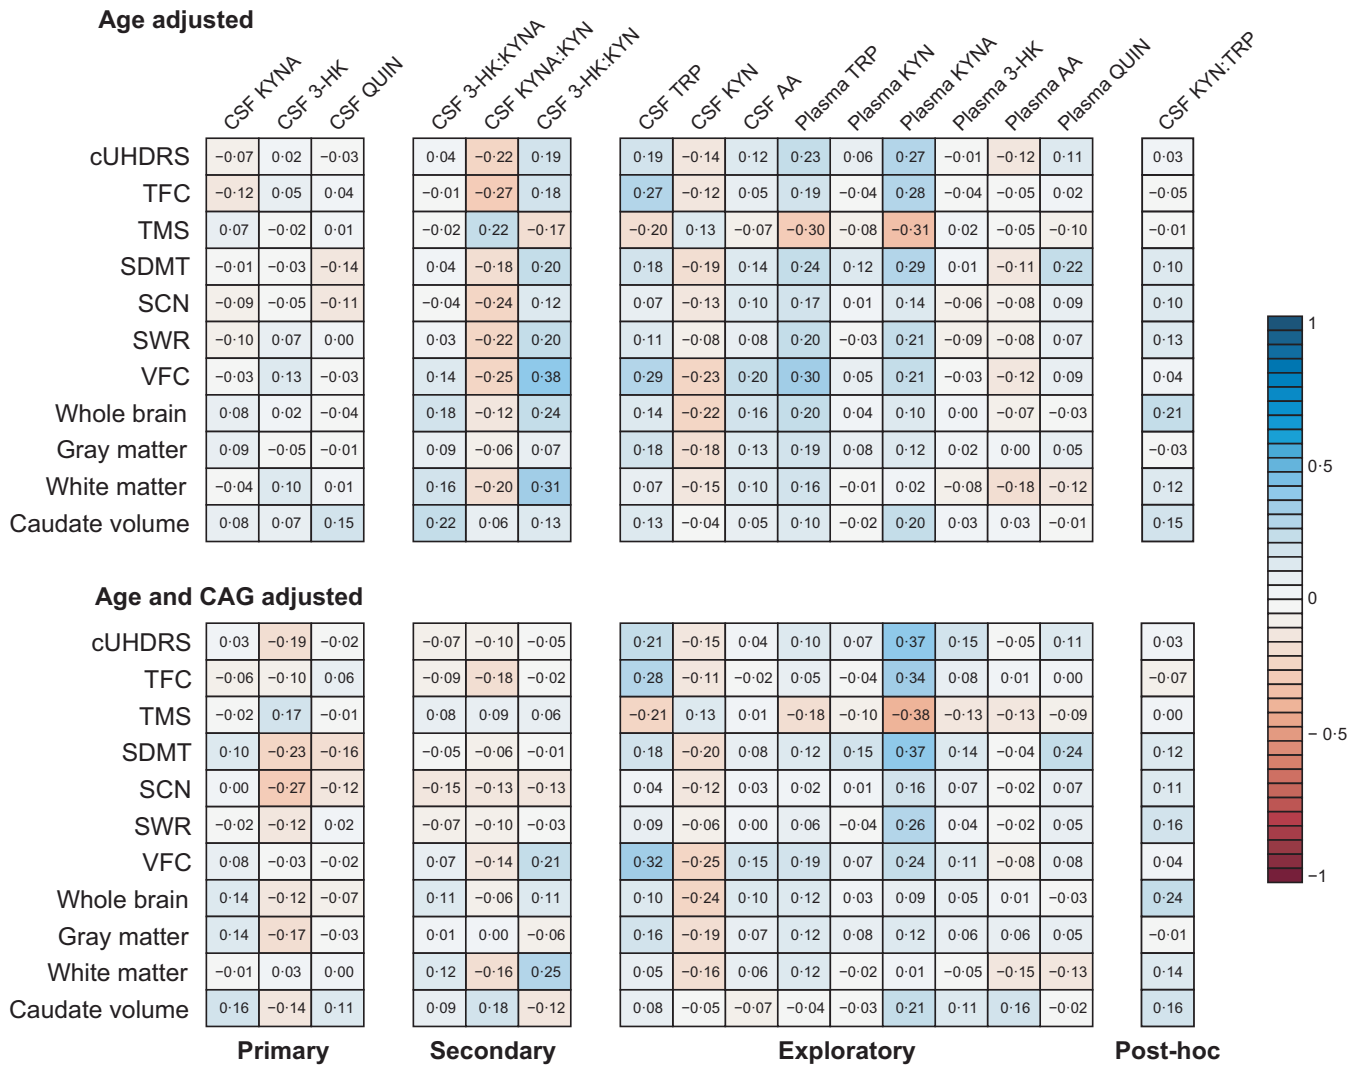 Age adjusted
CSF KYNA CSF 3-HK CSF QUIN CSF 3-HK:KYNA CSF KYNA:KYN CSF 3-HK:KYN CSF TRP CSF KYN CSF AA Plasma TRP Plasma KYN Plasma KYNA Plasma 3-HK Plasma AA Plasma QUIN CSF KYN:TRP
cUHDRS −0·07 0·02 −0·03 0·04 −0·22 0·19 0·19 −0·14 0·12 0·23 0·06 0·27 −0·01 −0·12 0·11 0·03
TFC −0·12 0·05 0·04 −0·01 −0·27 0·18 0·27 −0·12 0·05 0·19 −0·04 0·28 −0·04 −0·05 0·02 −0·05
TMS 0·07 −0·02 0·01 −0·02 0·22 −0·17 −0·20 0·13 −0·07 −0·30 −0·08 −0·31 0·02 −0·05 −0·10 −0·01
SDMT −0·01 −0·03 −0·14 0·04 −0·18 0·20 0·18 −0·19 0·14 0·24 0·12 0·29 0·01 −0·11 0·22 0·10
SCN −0·09 −0·05 −0·11 −0·04 −0·24 0·12 0·07 −0·13 0·10 0·17 0·01 0·14 −0·06 −0·08 0·09 0·10
SWR −0·10 0·07 0·00 0·03 −0·22 0·20 0·11 −0·08 0·08 0·20 −0·03 0·21 −0·09 −0·08 0·07 0·13
VFC −0·03 0·13 −0·03 0·14 −0·25 0·38 0·29 −0·23 0·20 0·30 0·05 0·21 −0·03 −0·12 0·09 0·04
Whole brain 0·08 0·02 −0·04 0·18 −0·12 0·24 0·14 −0·22 0·16 0·20 0·04 0·10 0·00 −0·07 −0·03 0·21
Gray matter 0·09 −0·05 −0·01 0·09 −0·06 0·07 0·18 −0·18 0·13 0·19 0·08 0·12 0·02 0·00 0·05 −0·03
White matter −0·04 0·10 0·01 0·16 −0·20 0·31 0·07 −0·15 0·10 0·16 −0·01 0·02 −0·08 −0·18 −0·12 0·12
Caudate volume 0·08 0·07 0·15 0·22 0·06 0·13 0·13 −0·04 0·05 0·10 −0·02 0·20 0·03 0·03 −0·01 0·15
1
0·5
0
− 0·5
−1
Age and CAG adjusted
cUHDRS 0·03 −0·19 −0·02 −0·07 −0·10 −0·05 0·21 −0·15 0·04 0·10 0·07 0·37 0·15 −0·05 0·11 0·03
TFC −0·06 −0·10 0·06 −0·09 −0·18 −0·02 0·28 −0·11 −0·02 0·05 −0·04 0·34 0·08 0·01 0·00 −0·07
TMS −0·02 0·17 −0·01 0·08 0·09 0·06 −0·21 0·13 0·01 −0·18 −0·10 −0·38 −0·13 −0·13 −0·09 0·00
SDMT 0·10 −0·23 −0·16 −0·05 −0·06 −0·01 0·18 −0·20 0·08 0·12 0·15 0·37 0·14 −0·04 0·24 0·12
SCN 0·00 −0·27 −0·12 −0·15 −0·13 −0·13 0·04 −0·12 0·03 0·02 0·01 0·16 0·07 −0·02 0·07 0·11
SWR −0·02 −0·12 0·02 −0·07 −0·10 −0·03 0·09 −0·06 0·00 0·06 −0·04 0·26 0·04 −0·02 0·05 0·16
VFC 0·08 −0·03 −0·02 0·07 −0·14 0·21 0·32 −0·25 0·15 0·19 0·07 0·24 0·11 −0·08 0·08 0·04
Whole brain 0·14 −0·12 −0·07 0·11 −0·06 0·11 0·10 −0·24 0·10 0·12 0·03 0·09 0·05 0·01 −0·03 0·24
Gray matter 0·14 −0·17 −0·03 0·01 0·00 −0·06 0·16 −0·19 0·07 0·12 0·08 0·12 0·06 0·06 0·05 −0·01
White matter −0·01 0·03 0·00 0·12 −0·16 0·25 0·05 −0·16 0·06 0·12 −0·02 0·01 −0·05 −0·15 −0·13 0·14
Caudate volume 0·16 −0·14 0·11 0·09 0·18 −0·12 0·08 −0·05 −0·07 −0·04 −0·03 0·21 0·11 0·16 −0·02 0·16
Primary Secondary Exploratory Post-hoc